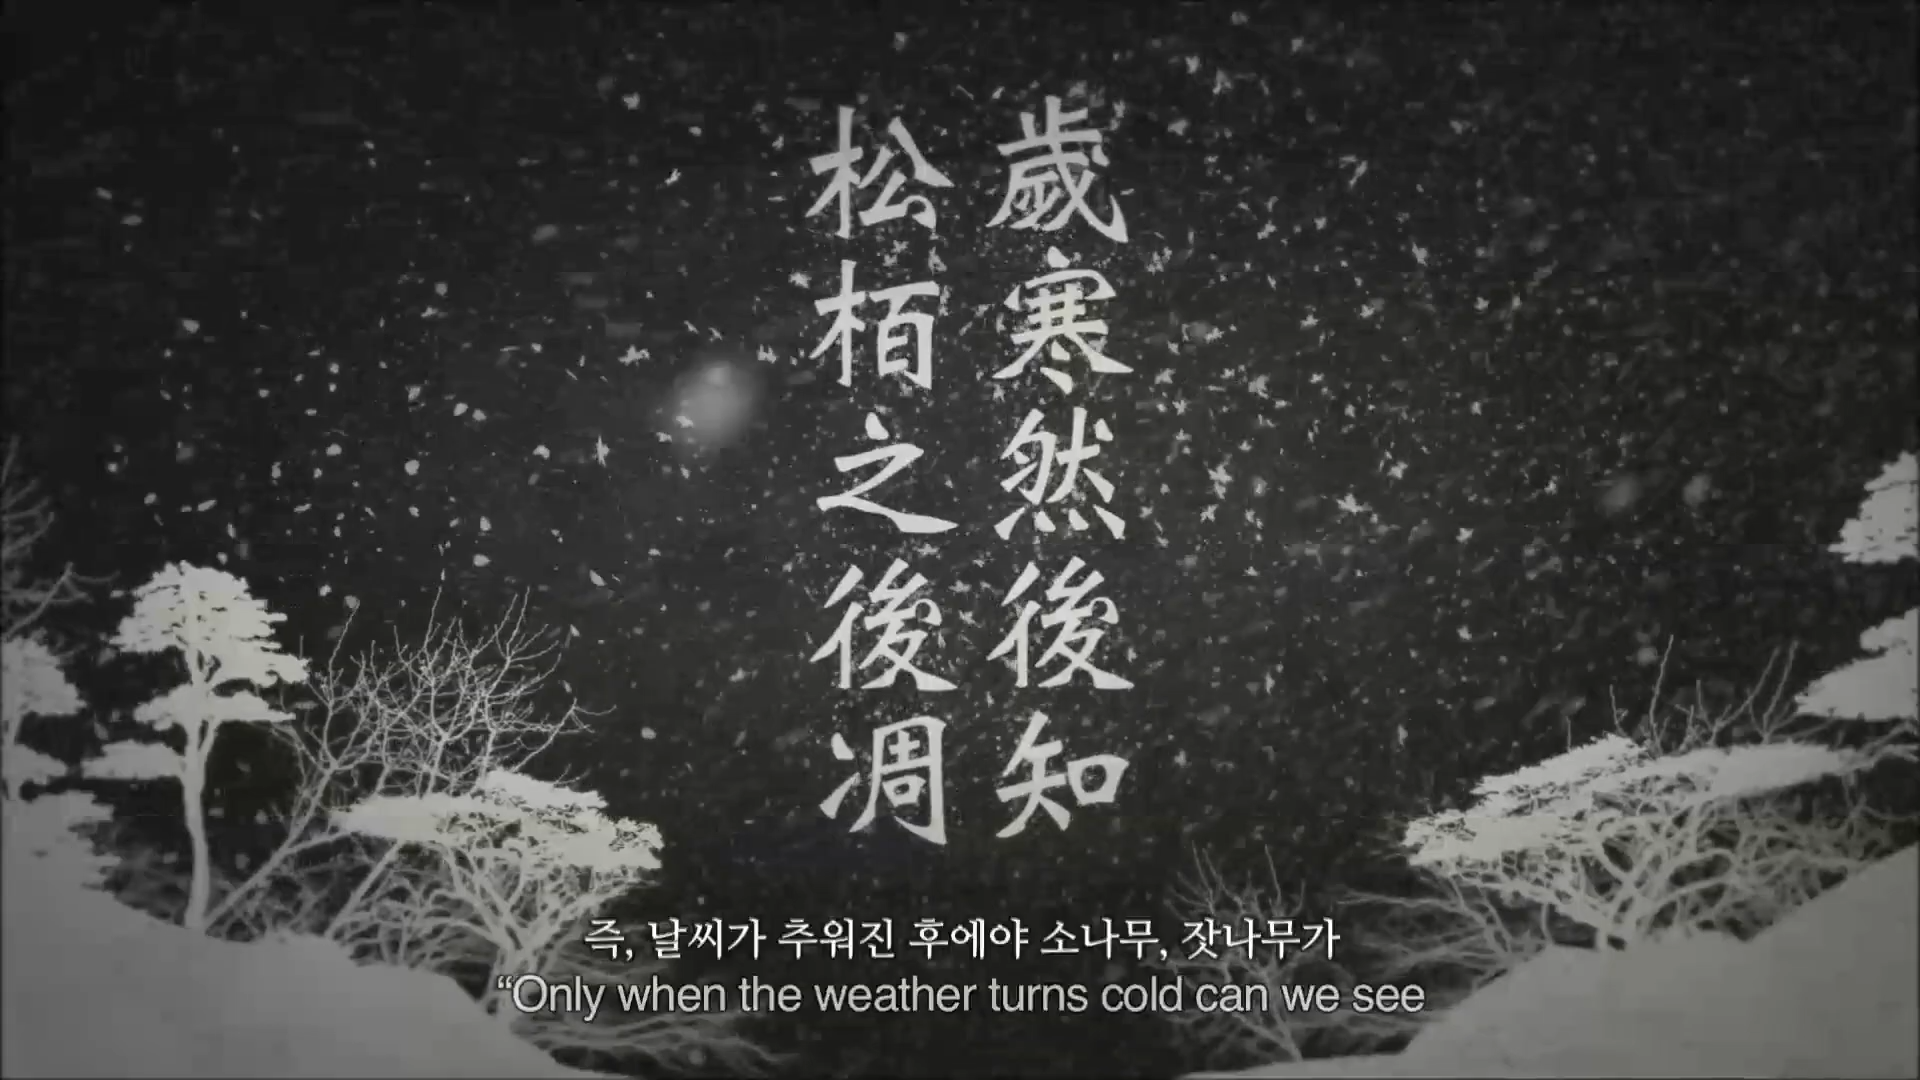 歲寒然後知
松栢之後凋
즉, 날씨가 추워진 후에야 소나무, 잣나무가
“Only when the weather turns cold can we see